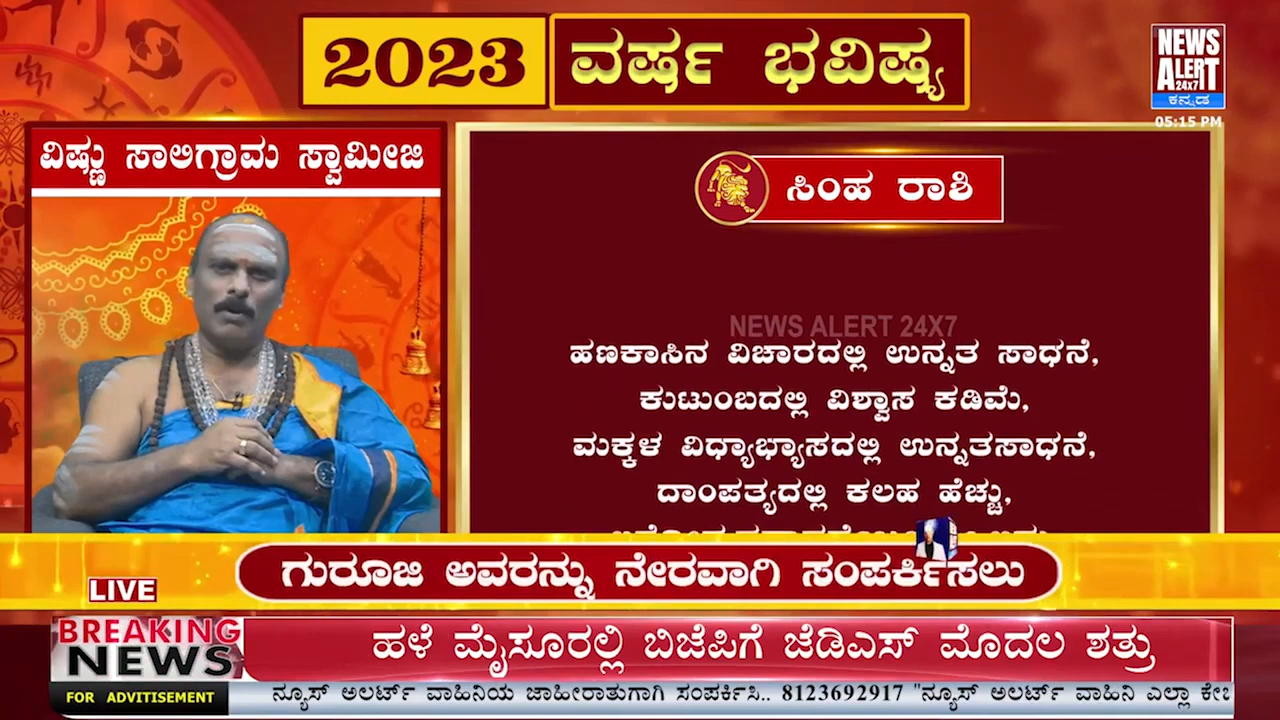 2023 ವರ್ಷ ಭವಿಷ್ಯ
NEWS
ALERT
24x7
ಕನ್ನಡ
05:15 PM
ವಿಷ್ಣು ಸಾಲಿಗ್ರಾಮ ಸ್ವಾಮೀಜಿ
ಸಿಂಹ ರಾಶಿ
NEWS ALERT 24X7
ಹಣಕಾಸಿನ ವಿಚಾರದಲ್ಲಿ ಉನ್ನತ ಸಾಧನೆ,
ಕುಟುಂಬದಲ್ಲಿ ವಿಶ್ವಾಸ ಕಡಿಮೆ,
ಮಕ್ಕಳ ವಿಧ್ಯಾಭ್ಯಾಸದಲ್ಲಿ ಉನ್ನತಸಾಧನೆ,
ದಾಂಪತ್ಯದಲ್ಲಿ ಕಲಹ ಹೆಚ್ಚು,
ಗುರೂಜಿ ಅವರನ್ನು ನೇರವಾಗಿ ಸಂಪರ್ಕಿಸಲು
LIVE
BREAKING
NEWS
ಹಳೆ ಮೈಸೂರಲ್ಲಿ ಬಿಜೆಪಿಗೆ ಜೆಡಿಎಸ್ ಮೊದಲ ಶತ್ರು
FOR ADVITISEMENT
ನ್ಯೂಸ್ ಅಲರ್ಟ್ ವಾಹಿನಿಯ ಜಾಹೀರಾತುಗಾಗಿ ಸಂಪರ್ಕಿಸಿ.. 8123692917 "ನ್ಯೂಸ್ ಅಲರ್ಟ್ ವಾಹಿನಿ ಎಲ್ಲಾ ಕೇಬ